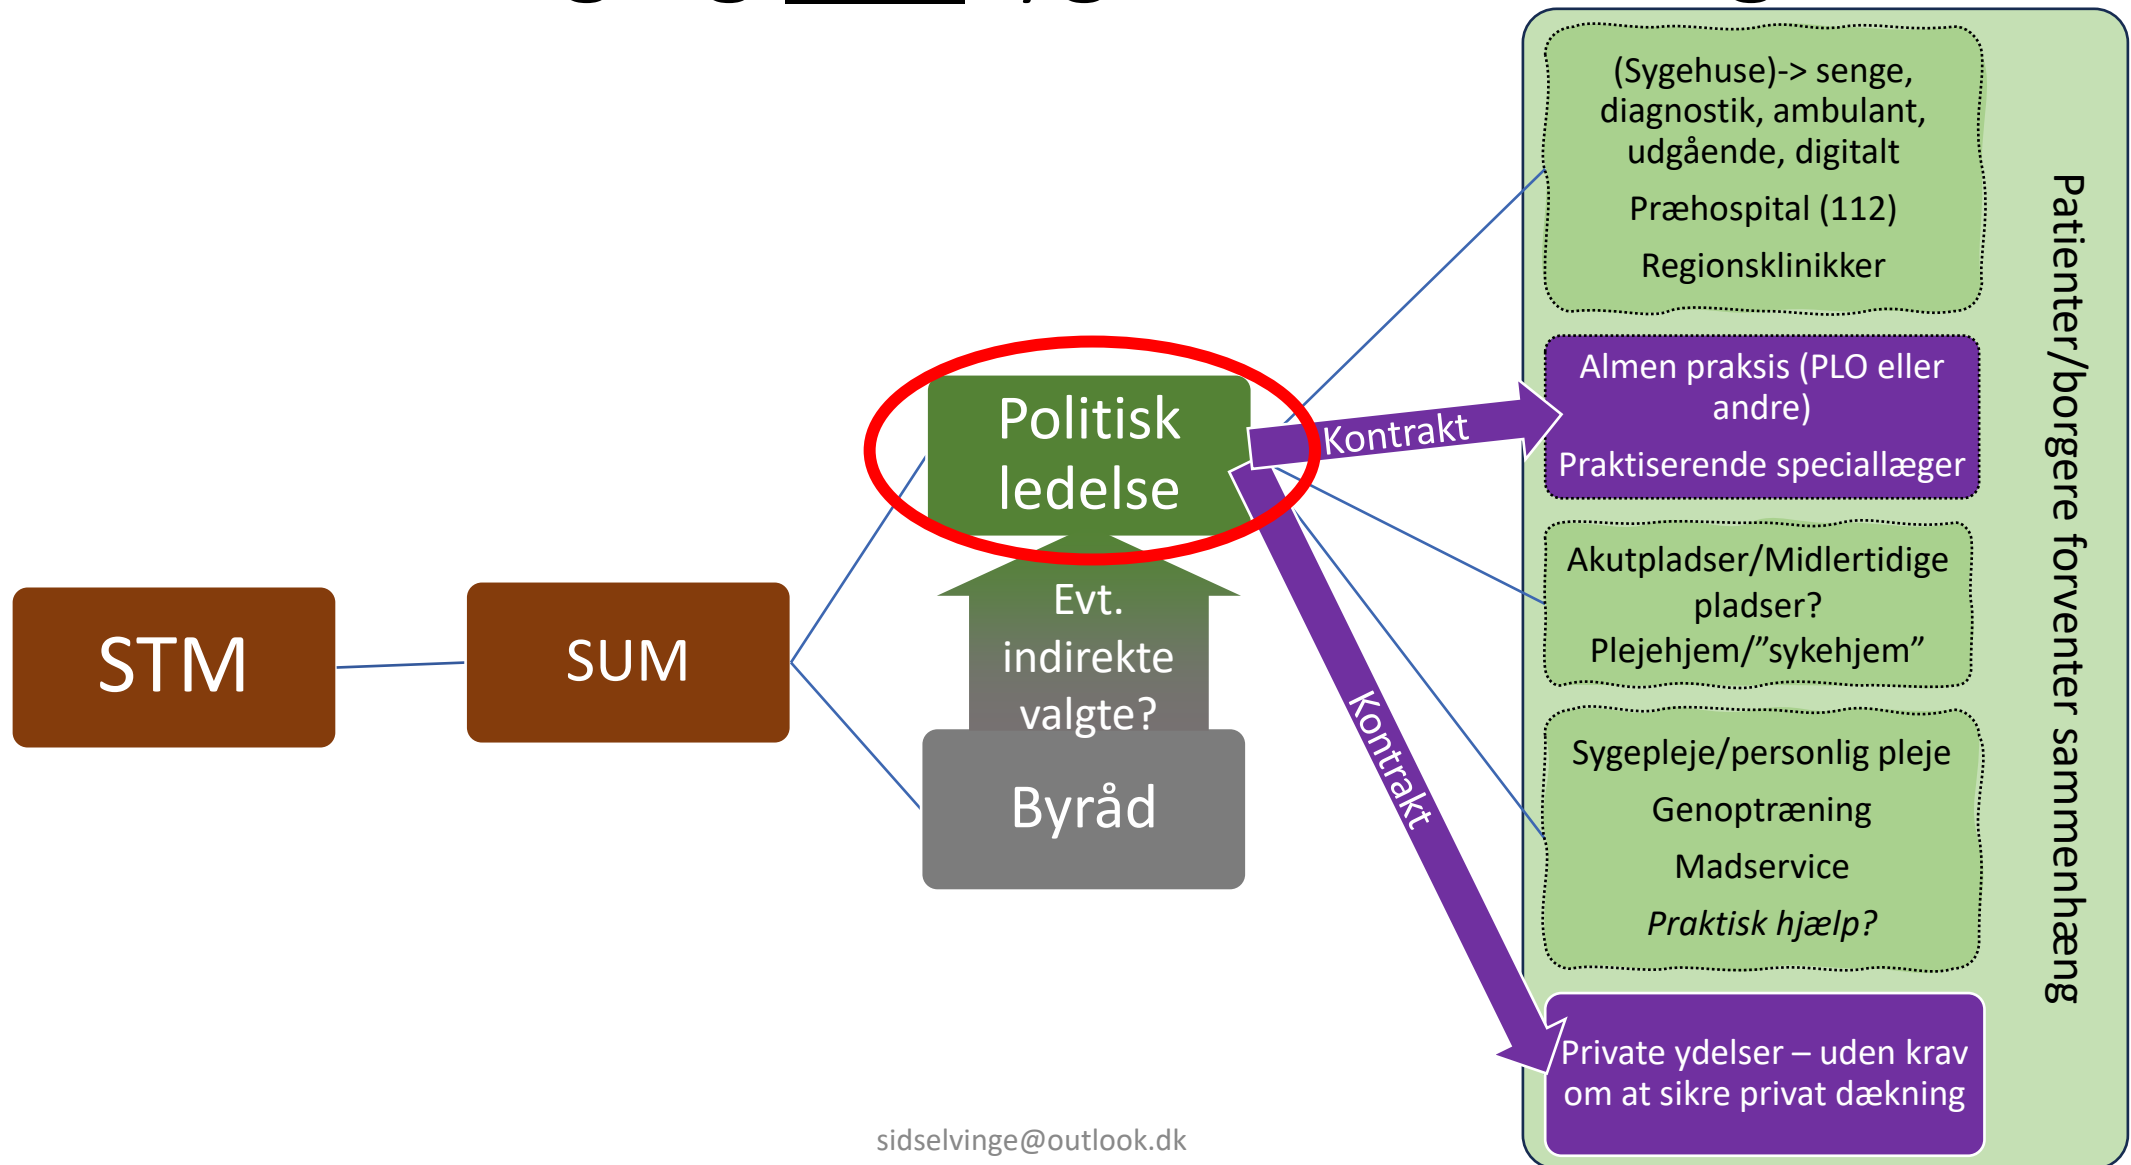 STM
SUM
Politisk
ledelse
Evt.
indirekte
valgte?
Byråd
Kontrakt
Kontrakt
(Sygehuse)-> senge,
diagnostik, ambulant,
udgående, digitalt
Præhospital (112)
Regionsklinikker
Almen praksis (PLO eller
andre)
Praktiserende speciallæger
Akutpladser/Midlertidige
pladser?
Plejehjem/”sykehjem”
Sygepleje/personlig pleje
Genoptræning
Madservice
Praktisk hjælp?
Private ydelser – uden krav
om at sikre privat dækning
Patienter/borgere forventer sammenhæng
sidselvinge@outlook.dk